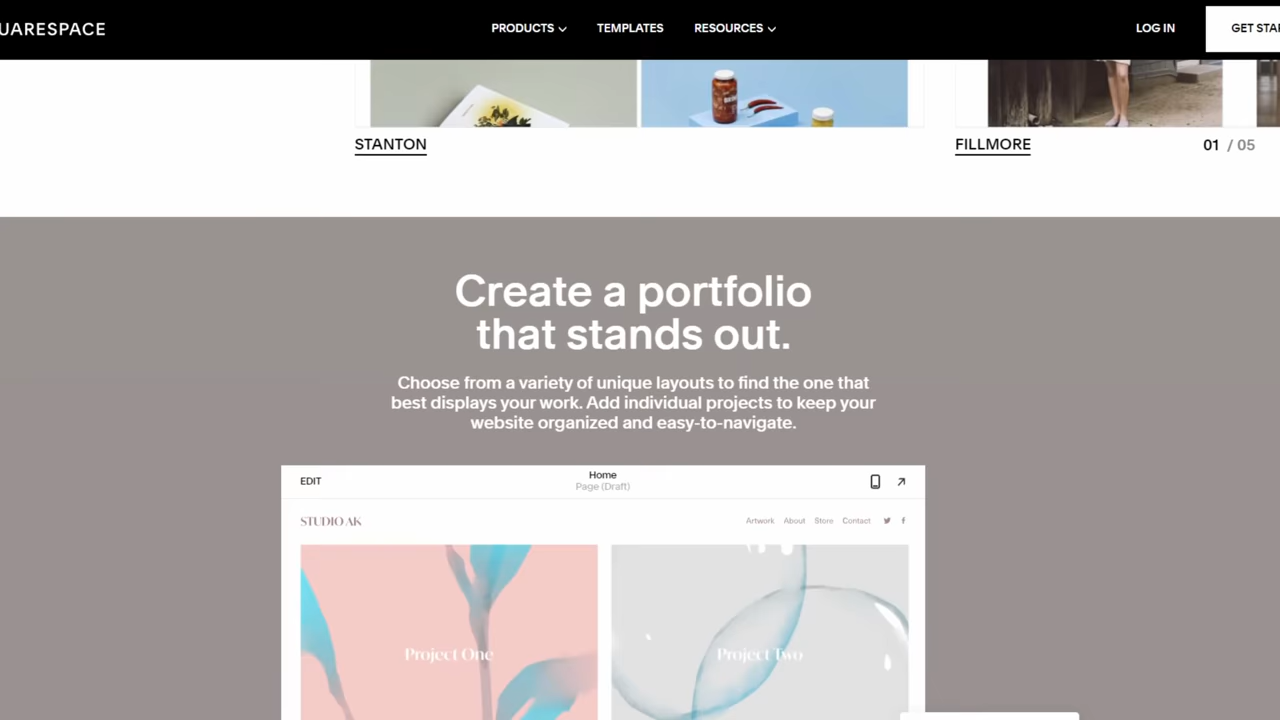 UARESPACE
PRODUCTS
TEMPLATES
RESOURCES
LOG IN
GET STAR
STANTON
FILLMORE
01 / 05
Create a portfolio
that stands out.
Choose from a variety of unique layouts to find the one that
best displays your work. Add individual projects to keep your
website organized and easy-to-navigate.
EDIT
Home
Page (Draft)
STUDIO AK
Artwork About Store Contact
Project One
Project Two